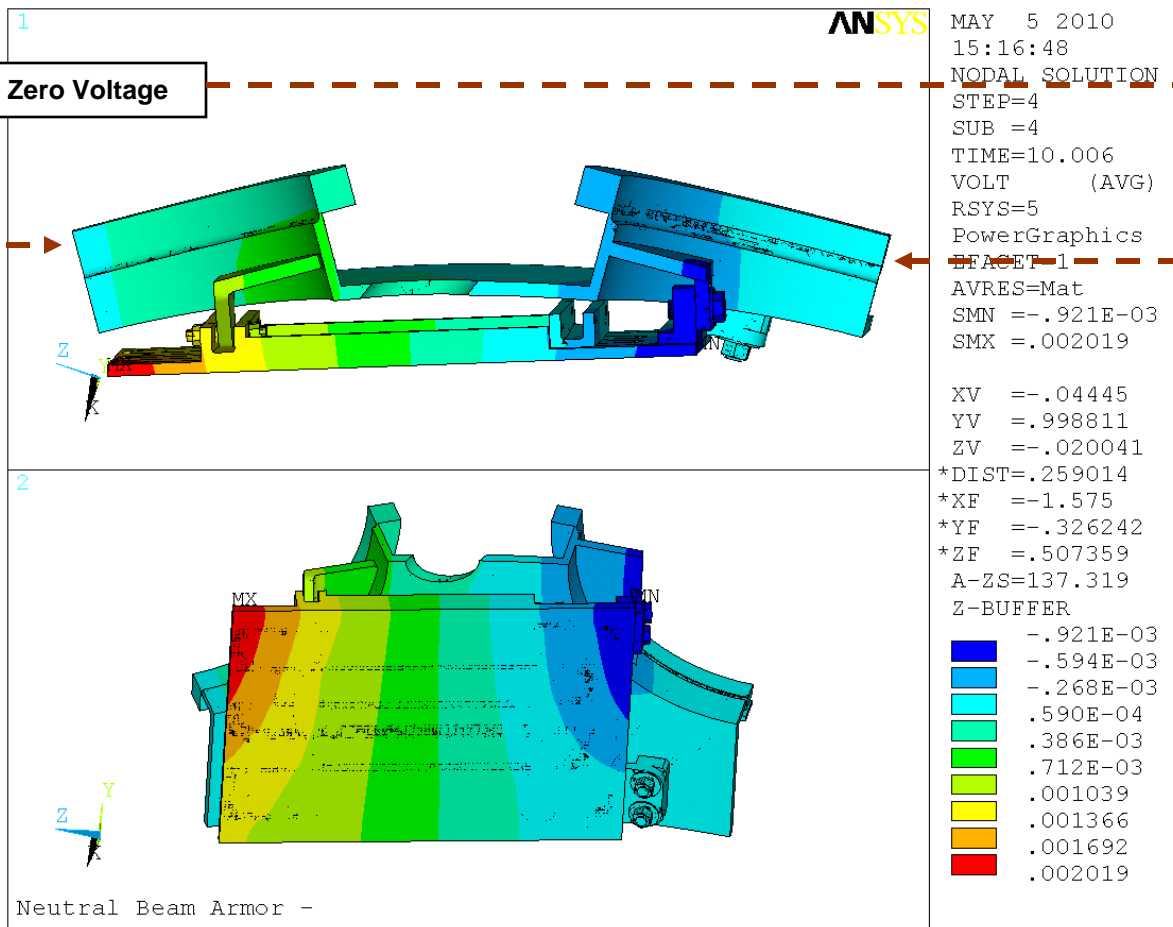 1
ANSYS
Zero Voltage
MAY 5 2010
15:16:48
NODAL SOLUTION
STEP=4
SUB =4
TIME=10.006
VOLT (AVG)
RSYS=5
PowerGraphics
EFACET=1
AVRES=Mat
SMN =-.921E-03
SMX =.002019
XV =-.04445
YV =.998811
ZV =-.020041
*DIST=.259014
*XF =-1.575
*YF =-.326242
*ZF =.507359
A-ZS=137.319
Z-BUFFER
-.921E-03
-.594E-03
-.268E-03
.590E-04
.386E-03
.712E-03
.001039
.001366
.001692
.002019
Z
Y
MX
X
MN
2
MX
MN
Y
Z
X
Neutral Beam Armor -